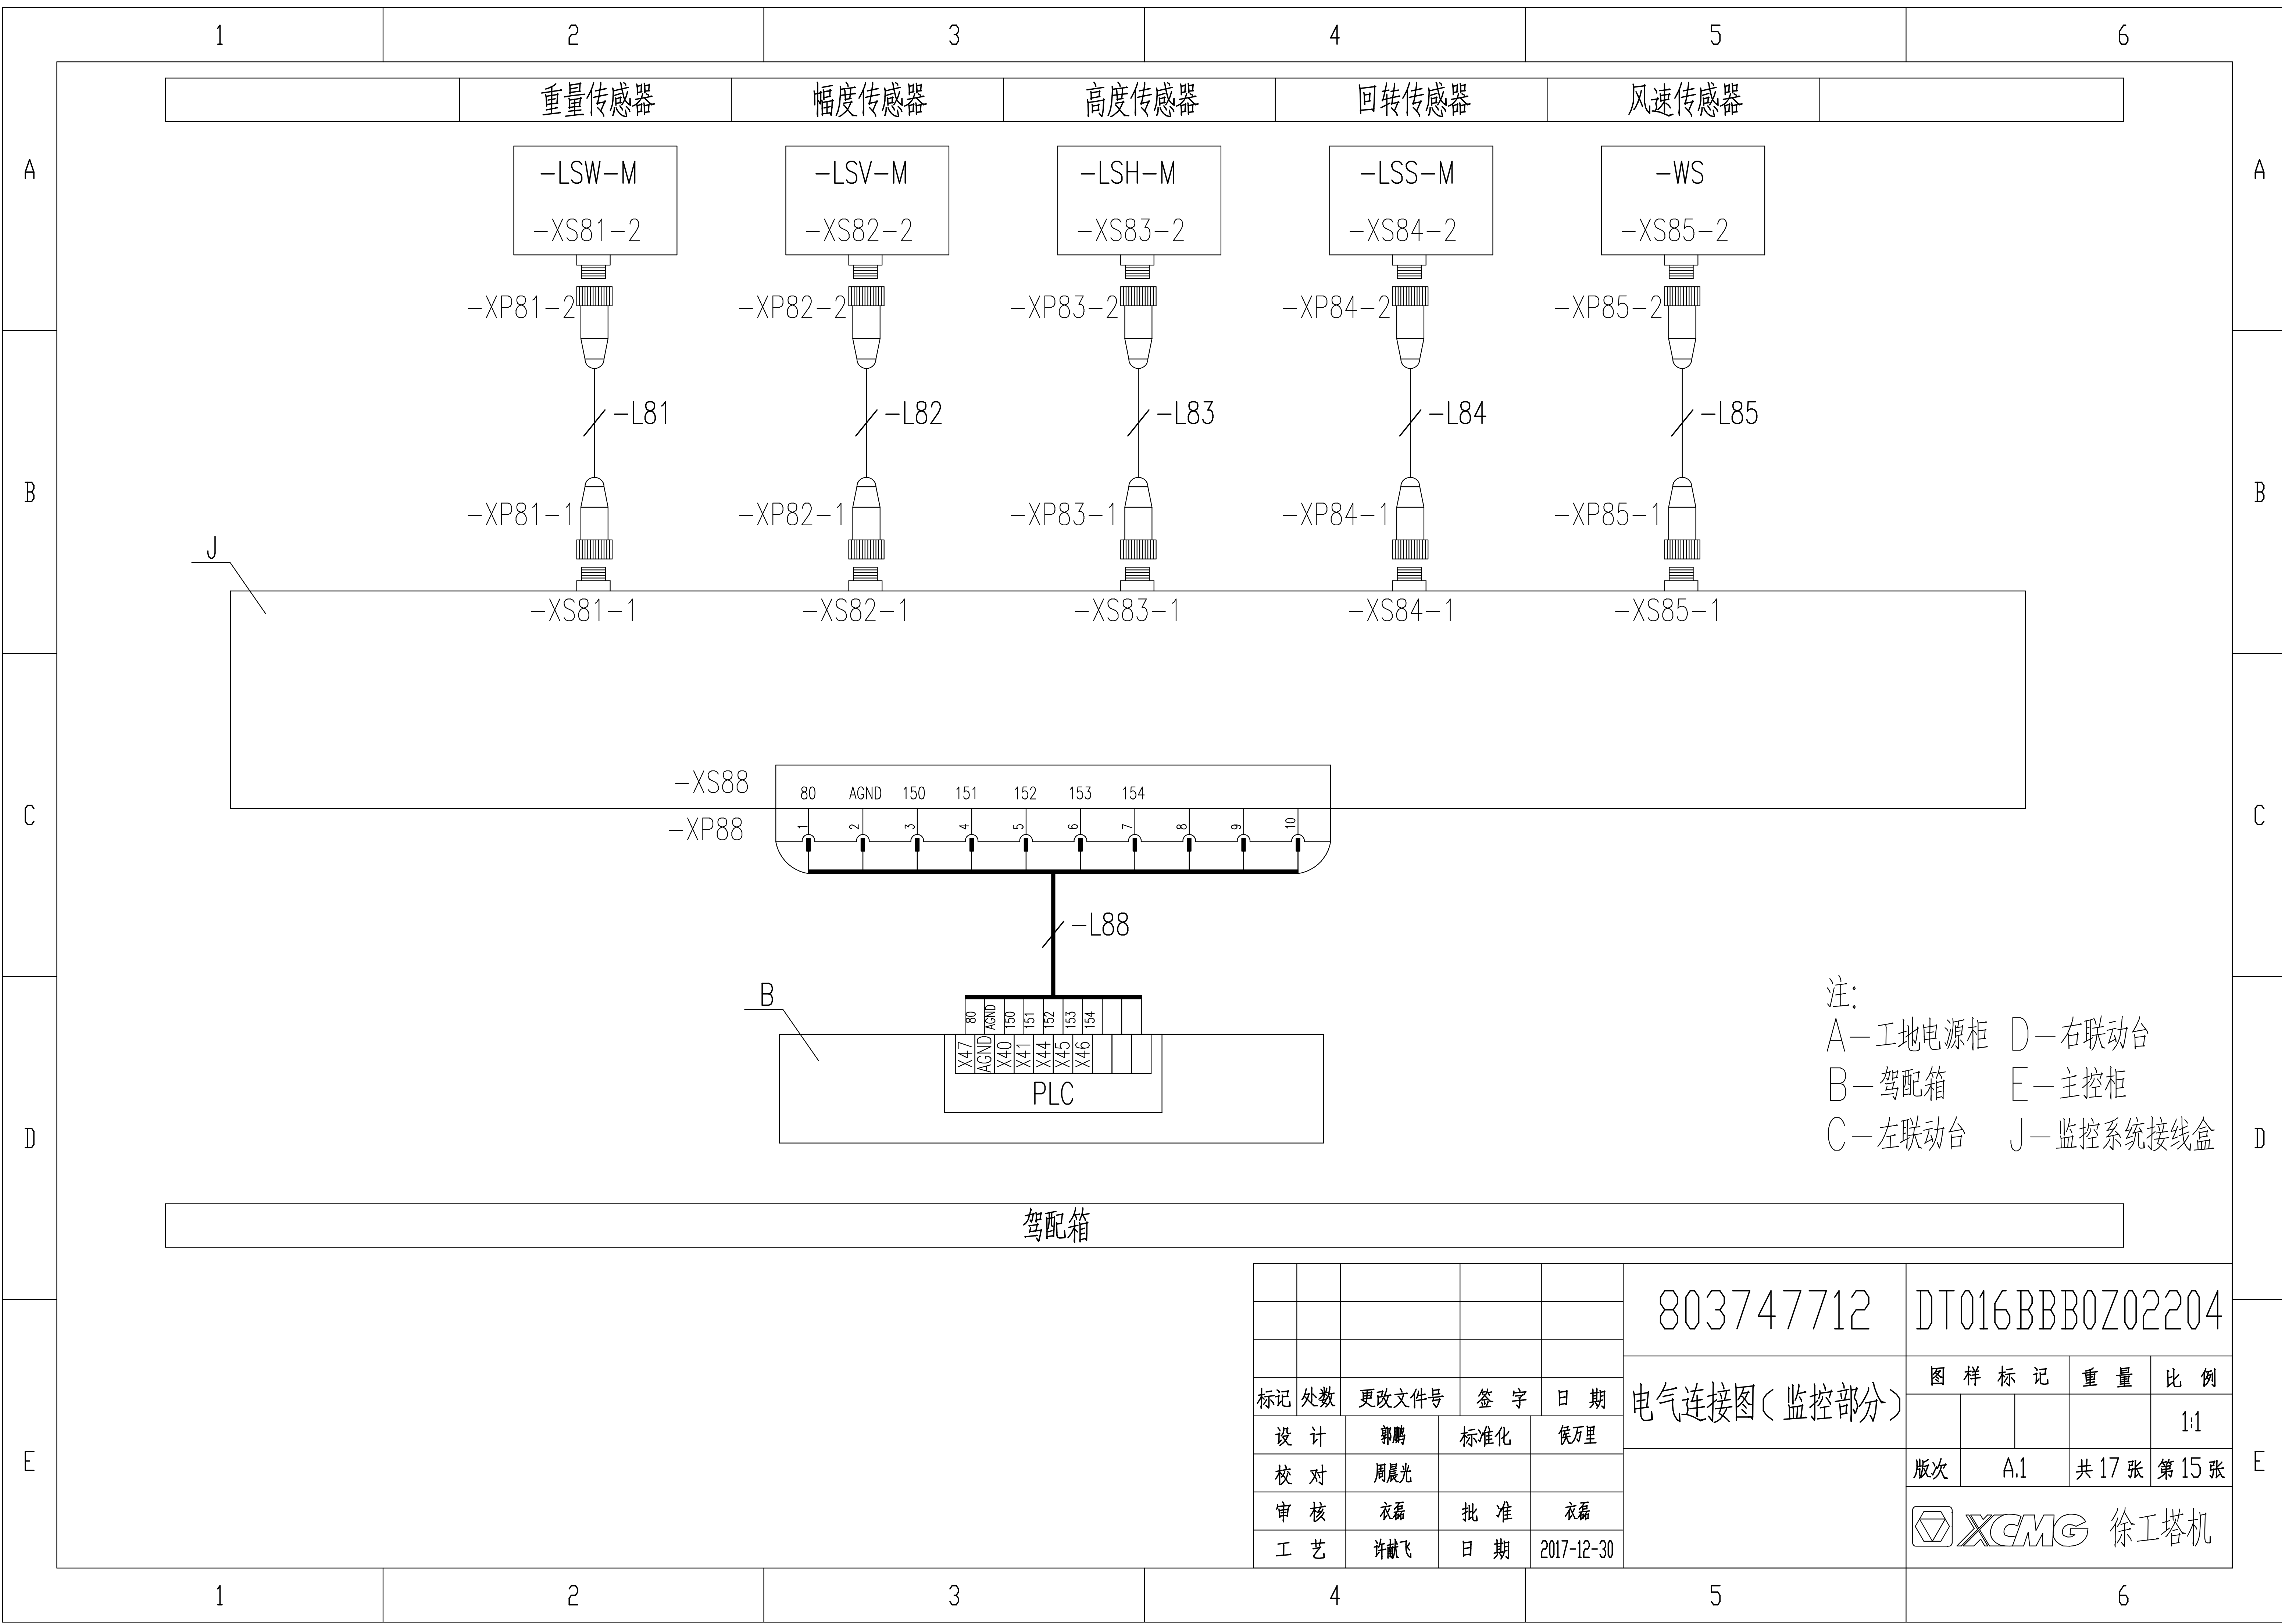 1 2 3 4 5 6
重量传感器 幅度传感器 高度传感器 回转传感器 风速传感器
A A
-LSW-M -LSV-M -LSH-M -LSS-M -WS
-XS81-2 -XS82-2 -XS83-2 -XS84-2 -XS85-2
-XP81-2 -XP82-2 -XP83-2 -XP84-2 -XP85-2
-L81 -L82 -L83 -L84 -L85
B B
-XP81-1 -XP82-1 -XP83-1 -XP84-1 -XP85-1
J
-XS81-1 -XS82-1 -XS83-1 -XS84-1 -XS85-1
-XS88
80 AGND 150 151 152 153 154
C C
-XP88
1 2 3 4 5 6 7 8 9 10
-L88
B
80 AGND 150 151 152 153 154
X47 AGND X40 X41 X44 X45 X46
PLC
注:
A-工地电源柜 D-右联动台
B-驾配箱 E-主控柜
C-左联动台 J-监控系统接线盒
D D
驾配箱
803747712 DT016BBB0Z02204
标记 处数 更改文件号 签字 日期
电气连接图(监控部分)
图样标记 重量 比例
1:1
设计 郭鹏 标准化 侯万里
校对 周晨光
版次 A.1 共17张 第15张
E E
审核 衣磊 批准 衣磊
工艺 许献飞 日期 2017-12-30
XCMG 徐工塔机
1 2 3 4 5 6